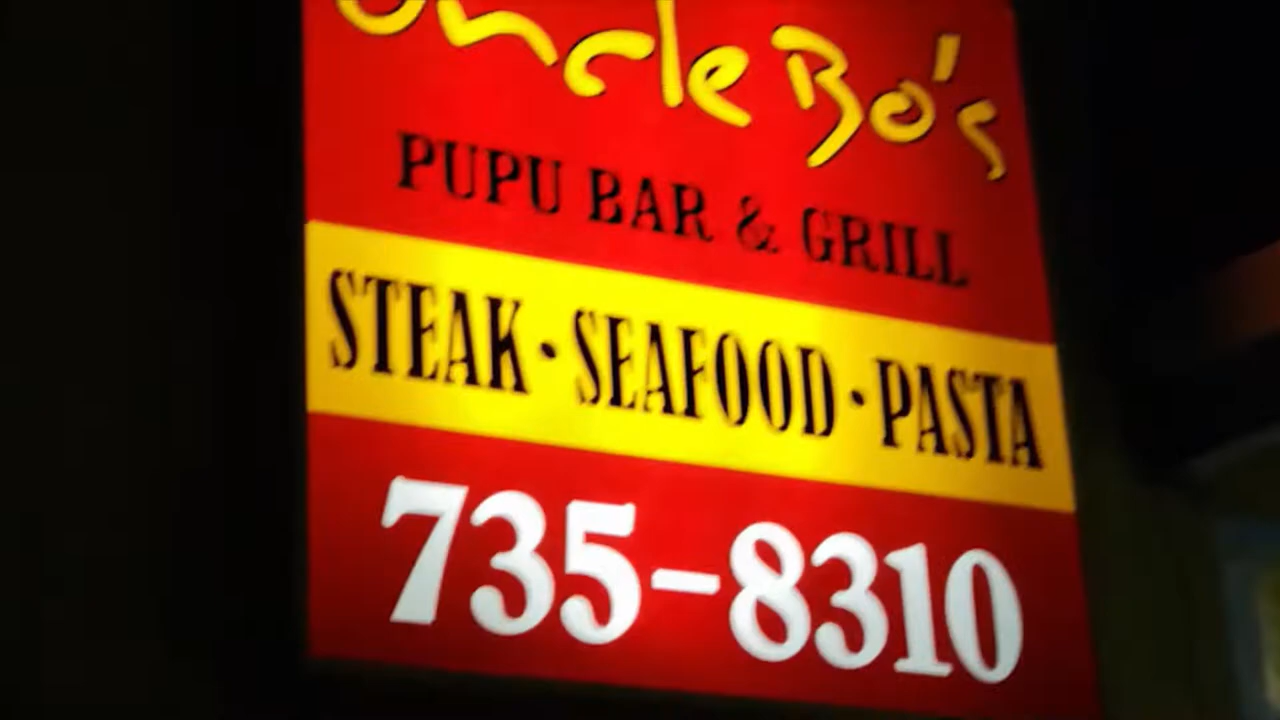 Uncle Bo's
PUPU BAR & GRILL
STEAK · SEAFOOD · PASTA
735-8310